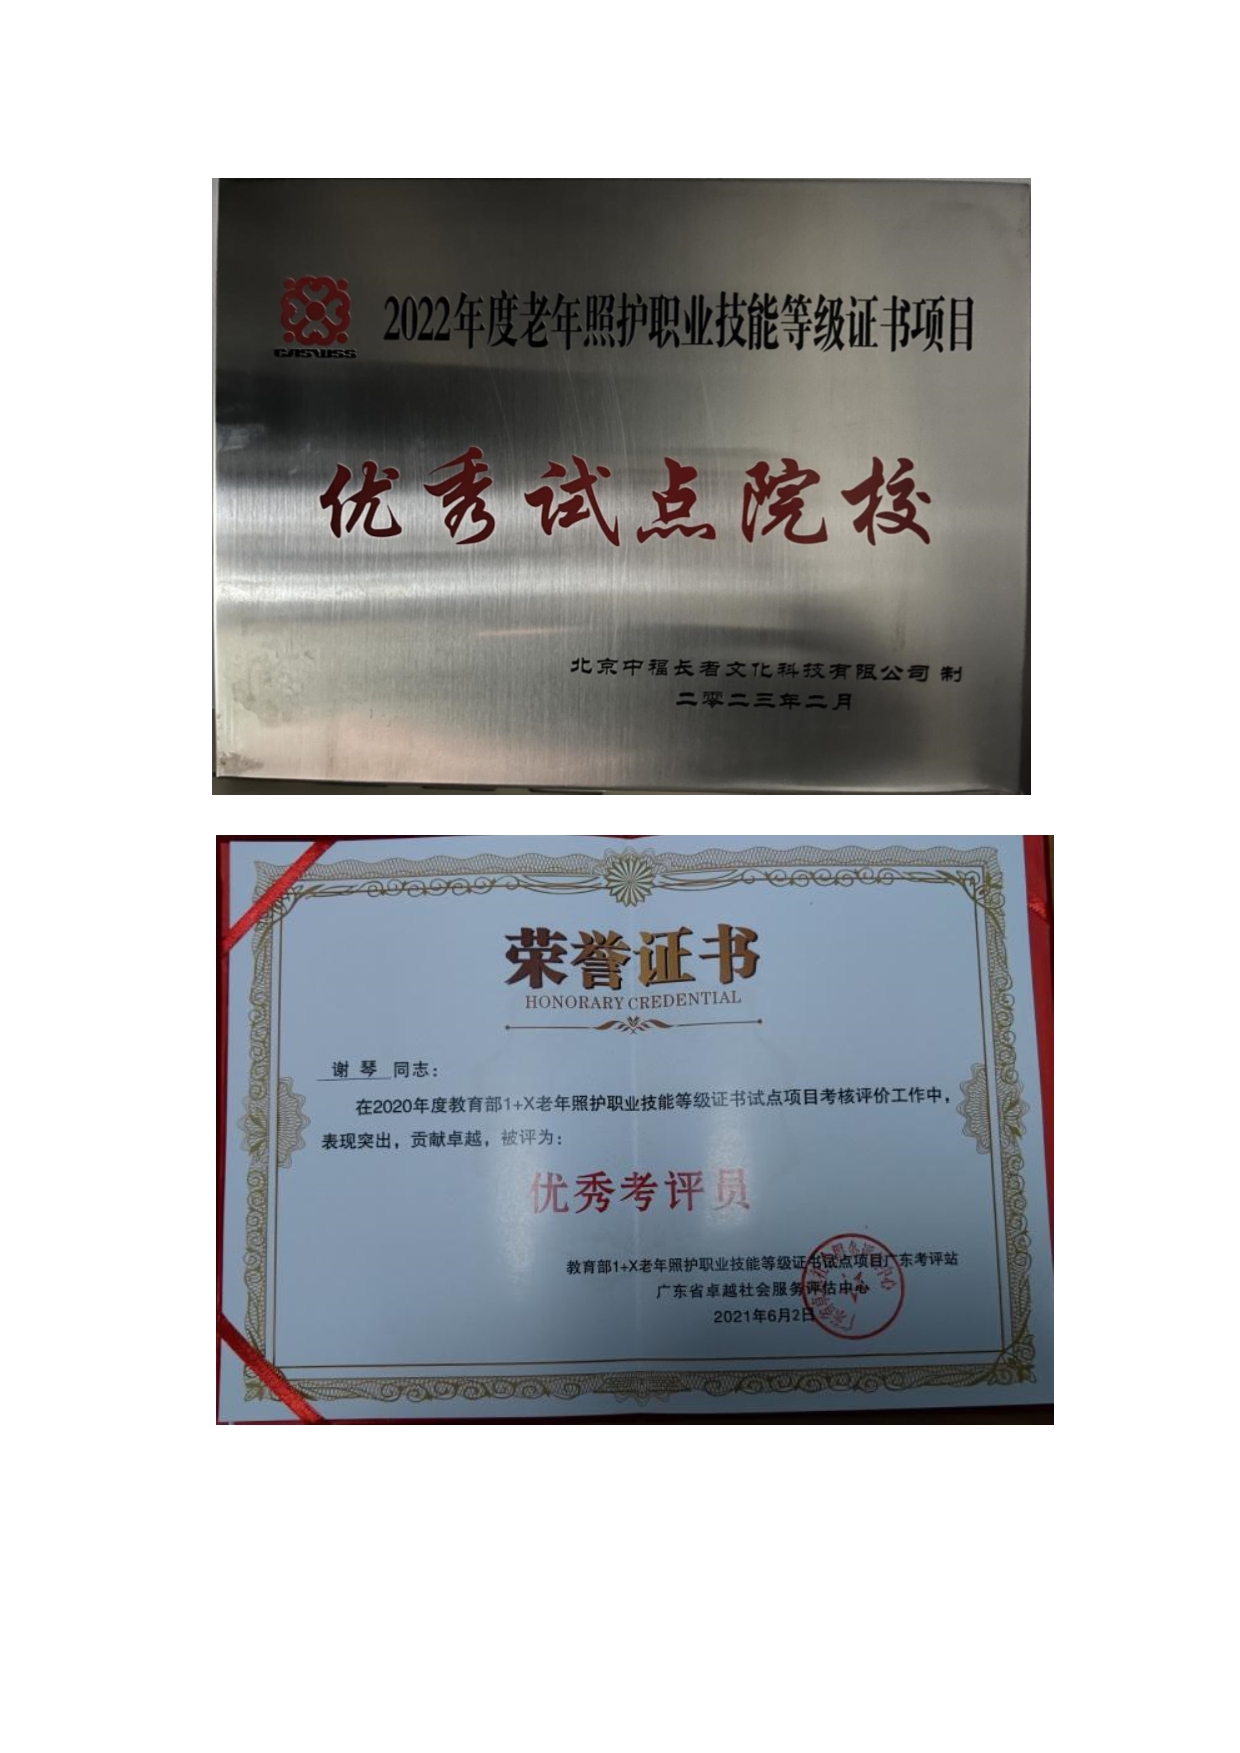 CASWSS
2022年度老年照护职业技能等级证书项目
优秀试点院校
北京中福长者文化科技有限公司 制
二零二三年二月
荣誉证书
HONORARY CREDENTIAL
谢 琴 同志：
在2020年度教育部1+X老年照护职业技能等级证书试点项目考核评价工作中，
表现突出，贡献卓越，被评为：
优秀考评员
教育部1+X老年照护职业技能等级证书试点项目广东考评站
广东省卓越社会服务评估中心
2021年6月2日